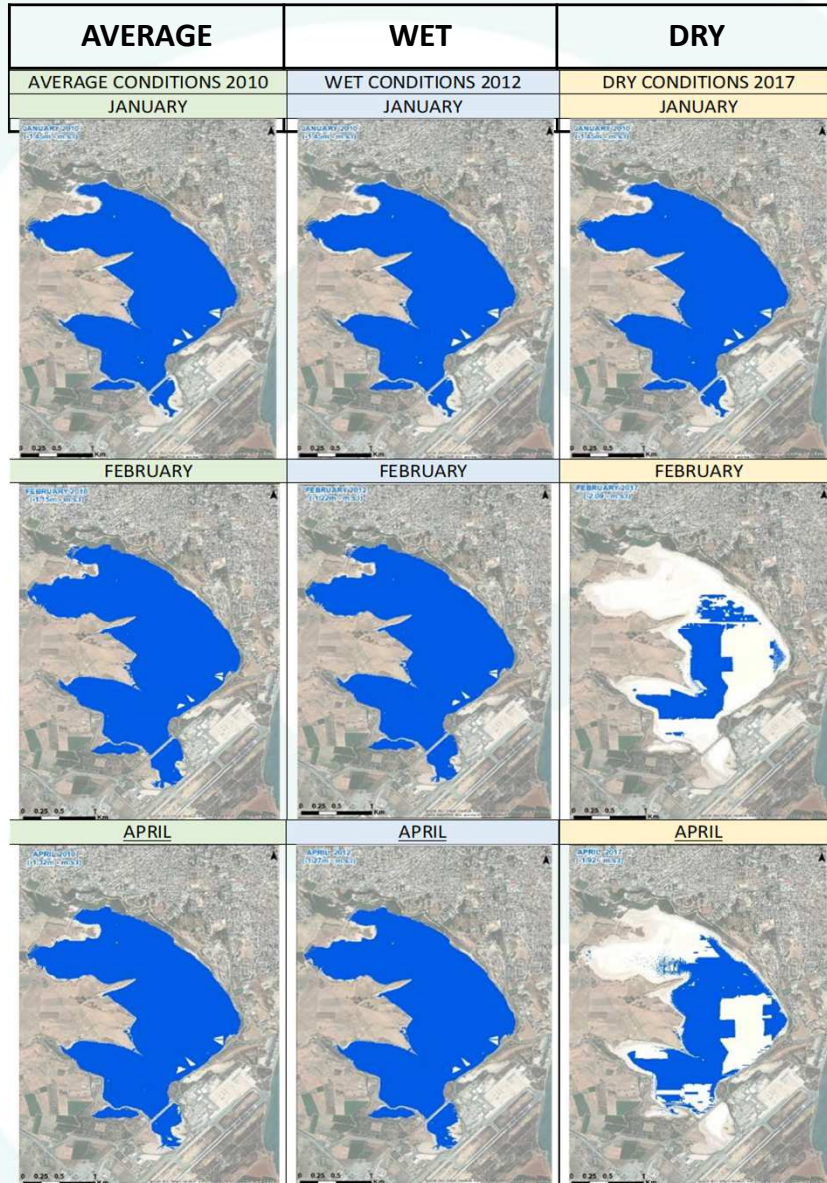 AVERAGE WET DRY
AVERAGE CONDITIONS 2010 WET CONDITIONS 2012 DRY CONDITIONS 2017
JANUARY JANUARY JANUARY
JANUARY 2010 JANUARY 2010 JANUARY 2010
0 0.25 0.5 1 Km 0 0.25 0.5 1 Km 0 0.25 0.5 1 Km
FEBRUARY FEBRUARY FEBRUARY
FEBRUARY 2010 FEBRUARY 2012 FEBRUARY 2017
0 0.25 0.5 1 Km 0 0.25 0.5 1 Km 0 0.25 0.5 1 Km
APRIL APRIL APRIL
APRIL 2010 APRIL 2012 APRIL 2017
0 0.25 0.5 1 Km 0 0.25 0.5 1 Km 0 0.25 0.5 1 Km